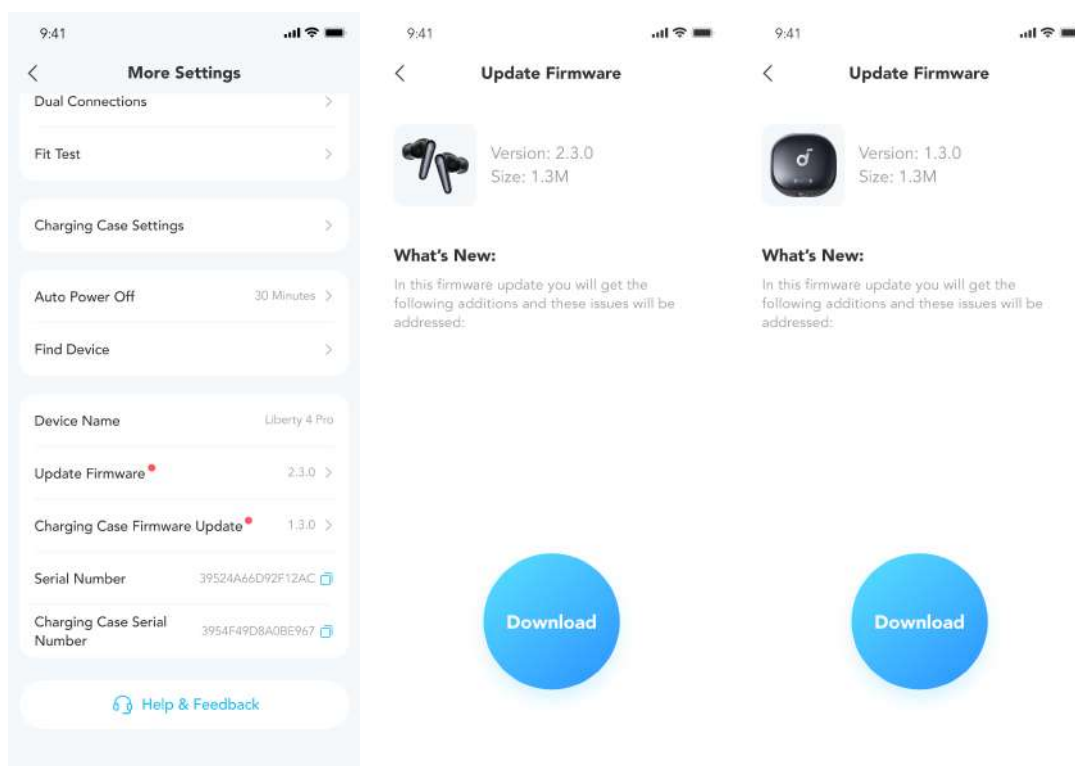 9:41
More Settings
Dual Connections
Fit Test
Charging Case Settings
Auto Power Off 30 Minutes
Find Device
Device Name Liberty 4 Pro
Update Firmware 2.3.0
Charging Case Firmware Update 1.3.0
Serial Number 39524A66D92F12AC
Charging Case Serial
Number 3954F49D8A0BE967
Help & Feedback
9:41
Update Firmware
Version: 2.3.0
Size: 1.3M
What's New:
In this firmware update you will get the
following additions and these issues will be
addressed:
Download
9:41
Update Firmware
Version: 1.3.0
Size: 1.3M
What's New:
In this firmware update you will get the
following additions and these issues will be
addressed:
Download